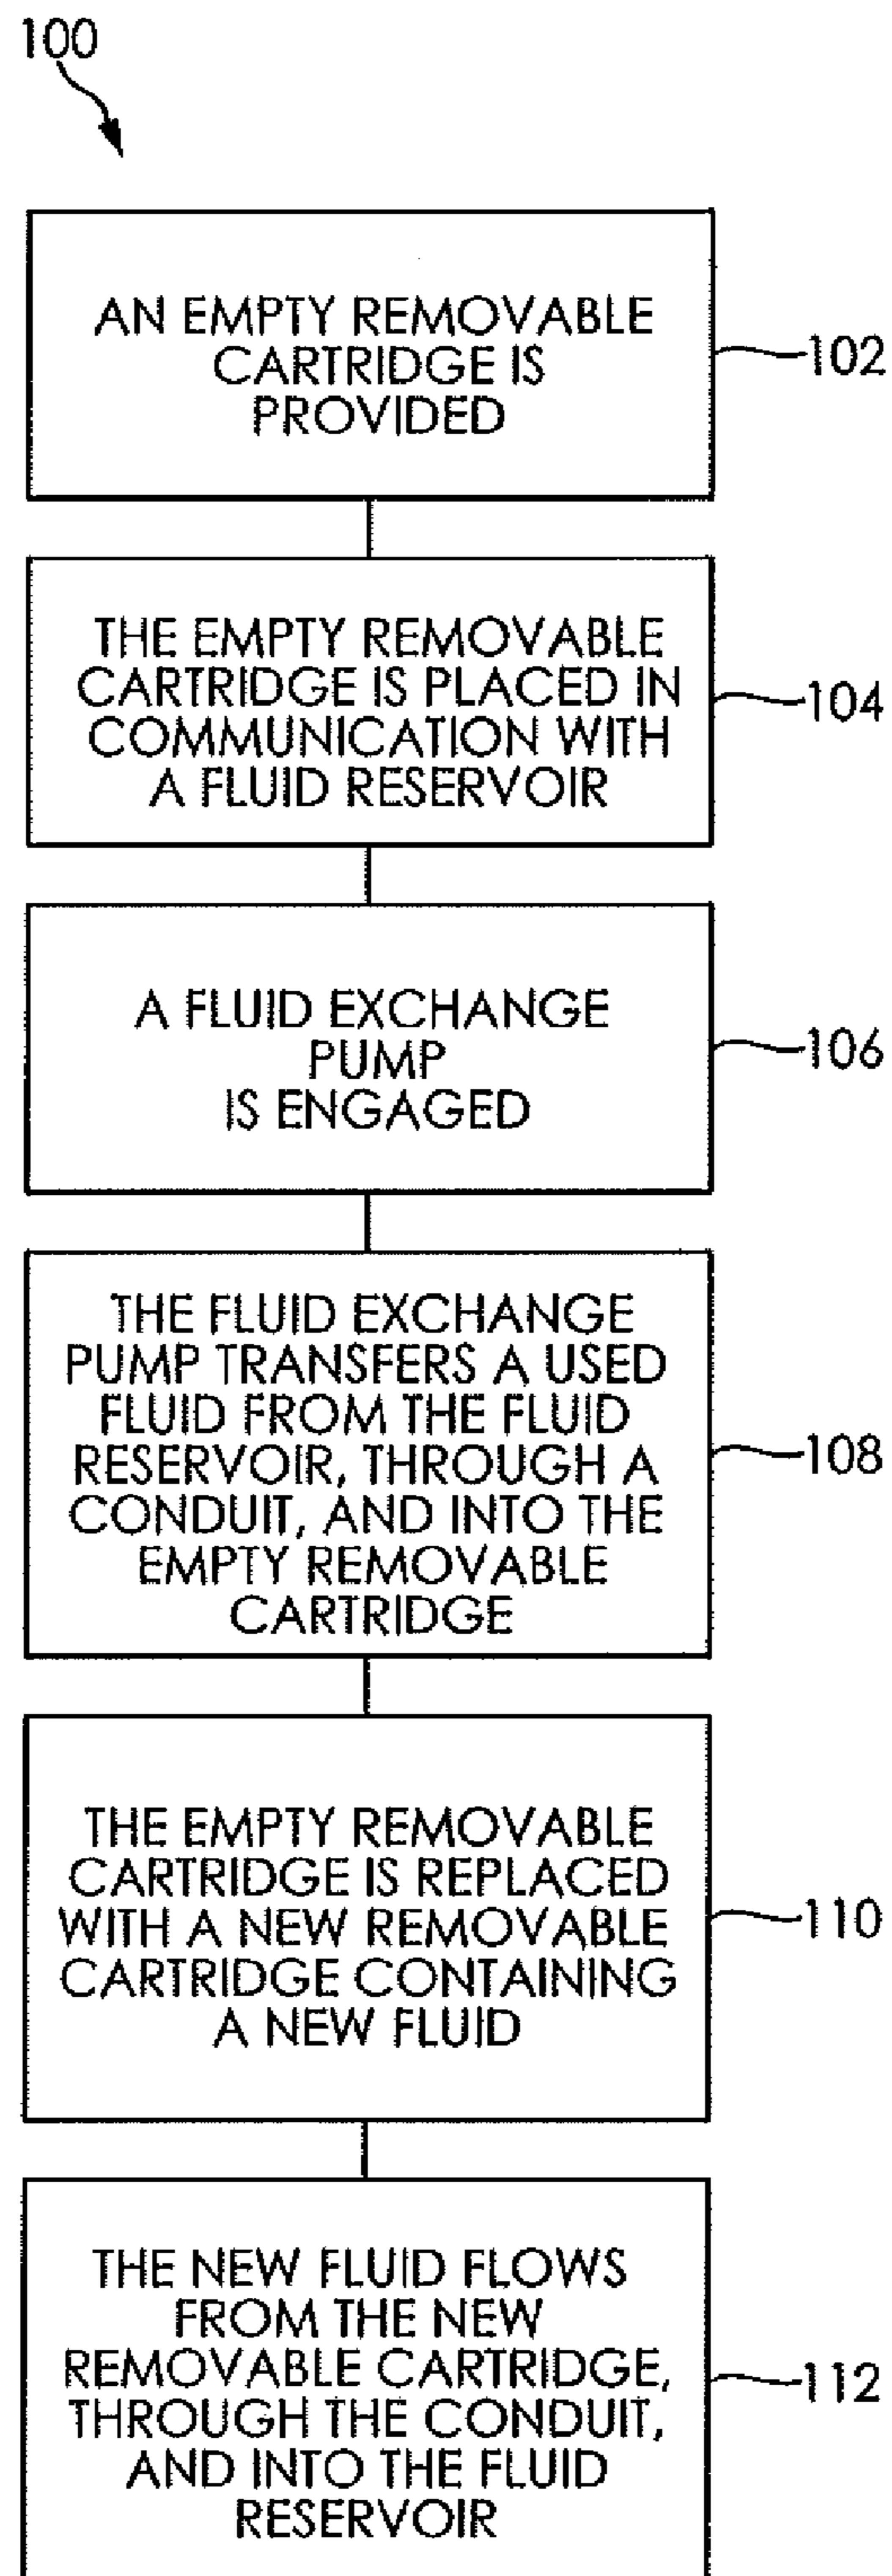 100
AN EMPTY REMOVABLE
CARTRIDGE IS
PROVIDED
102
THE EMPTY REMOVABLE
CARTRIDGE IS PLACED IN
COMMUNICATION WITH
A FLUID RESERVOIR
104
A FLUID EXCHANGE
PUMP
IS ENGAGED
106
THE FLUID EXCHANGE
PUMP TRANSFERS A USED
FLUID FROM THE FLUID
RESERVOIR, THROUGH A
CONDUIT, AND INTO THE
EMPTY REMOVABLE
CARTRIDGE
108
THE EMPTY REMOVABLE
CARTRIDGE IS REPLACED
WITH A NEW REMOVABLE
CARTRIDGE CONTAINING
A NEW FLUID
110
THE NEW FLUID FLOWS
FROM THE NEW
REMOVABLE CARTRIDGE,
THROUGH THE CONDUIT,
AND INTO THE FLUID
RESERVOIR
112